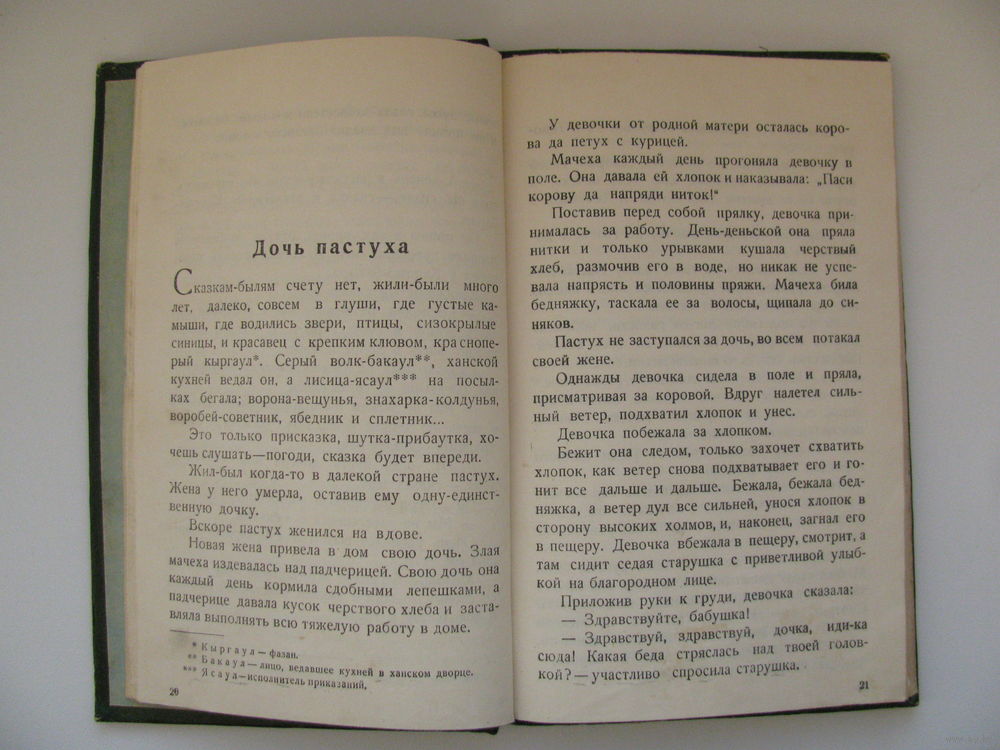 Дочь пастуха
Сказкам-былям счету нет, жили-были много
лет, далеко, совсем в глуши, где густые ка-
мыши, где водились звери, птицы, сизокрылые
синицы, и красавец с крепким клювом, краснопе-
рый кыргаул*. Серый волк-бакаул**, ханской
кухней ведал он, а лисица-ясаул*** на посыл-
ках бегала; ворона-вещунья, знахарка-колдунья,
воробей-советник, ябедник и сплетник...
Это только присказка, шутка-прибаутка, хо-
чешь слушать—погоди, сказка будет впереди.
Жил-был когда-то в далекой стране пастух.
Жена у него умерла, оставив ему одну-единст-
венную дочку.
Вскоре пастух женился на вдове.
Новая жена привела в дом свою дочь. Злая
мачеха издевалась над падчерицей. Свою дочь она
каждый день кормила сдобными лепешками, а
падчерице давала кусок черствого хлеба и заста-
вляла выполнять всю тяжелую работу в доме.
* Кыргаул — фазан.
** Бакаул — лицо, ведавшее кухней в ханском дворце.
*** Ясаул — исполнитель приказаний.
20
У девочки от родной матери осталась коро-
ва да петух с курицей.
Мачеха каждый день прогоняла девочку в
поле. Она давала ей хлопок и наказывала: „Паси
корову да напряди ниток!“
Поставив перед собой прялку, девочка при-
нималась за работу. День-деньской она пряла
нитки и только урывками кушала черствый
хлеб, размочив его в воде, но никак не успе-
вала напрясть и половины пряжи. Мачеха била
бедняжку, таскала ее за волосы, щипала до си-
няков.
Пастух не заступался за дочь, во всем потакал
своей жене.
Однажды девочка сидела в поле и пряла,
присматривая за коровой. Вдруг налетел силь-
ный ветер, подхватил хлопок и унес.
Девочка побежала за хлопком.
Бежит она следом, только захочет схватить
хлопок, как ветер снова подхватывает его и го-
нит все дальше и дальше. Бежала, бежала бед-
няжка, а ветер дул все сильней, унося хлопок в
сторону высоких холмов, и, наконец, загнал его
в пещеру. Девочка вбежала в пещеру, смотрит, а
там сидит седая старушка с приветливой улыб-
кой на благородном лице.
Приложив руки к груди, девочка сказала:
— Здравствуйте, бабушка!
— Здравствуй, здравствуй, дочка, иди-ка
сюда! Какая беда стряслась над твоей голов-
кой? — участливо спросила старушка.
21